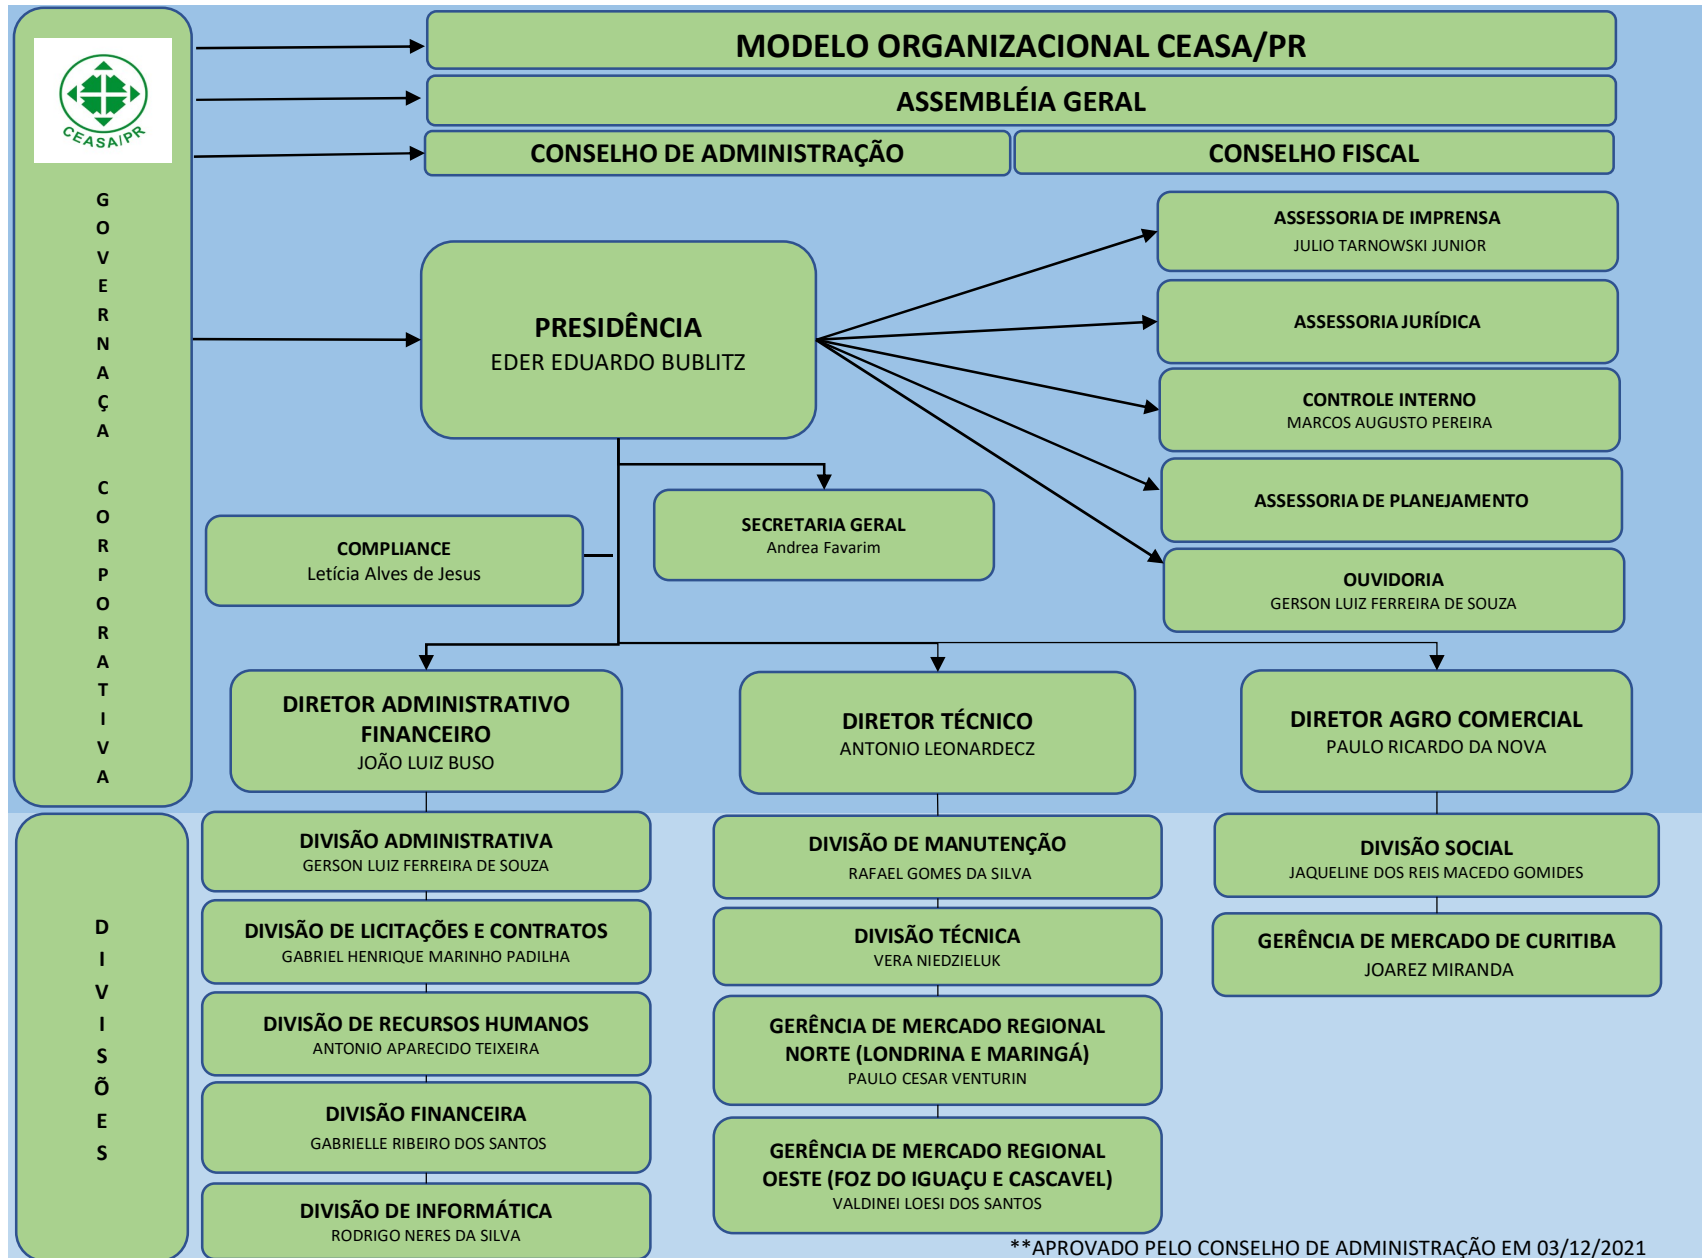 MODELO ORGANIZACIONAL CEASA/PR
ASSEMBLÉIA GERAL
CONSELHO DE ADMINISTRAÇÃO
CONSELHO FISCAL
CEASA/PR
GOVERNAÇA CORPORATIVA
PRESIDÊNCIA
EDER EDUARDO BUBLITZ
ASSESSORIA DE IMPRENSA
JULIO TARNOWSKI JUNIOR
ASSESSORIA JURÍDICA
CONTROLE INTERNO
MARCOS AUGUSTO PEREIRA
ASSESSORIA DE PLANEJAMENTO
OUVIDORIA
GERSON LUIZ FERREIRA DE SOUZA
SECRETARIA GERAL
Andrea Favarim
COMPLIANCE
Letícia Alves de Jesus
DIRETOR ADMINISTRATIVO
FINANCEIRO
JOÃO LUIZ BUSO
DIRETOR TÉCNICO
ANTONIO LEONARDECZ
DIRETOR AGRO COMERCIAL
PAULO RICARDO DA NOVA
DIVISÕES
DIVISÃO ADMINISTRATIVA
GERSON LUIZ FERREIRA DE SOUZA
DIVISÃO DE LICITAÇÕES E CONTRATOS
GABRIEL HENRIQUE MARINHO PADILHA
DIVISÃO DE RECURSOS HUMANOS
ANTONIO APARECIDO TEIXEIRA
DIVISÃO FINANCEIRA
GABRIELLE RIBEIRO DOS SANTOS
DIVISÃO DE INFORMÁTICA
RODRIGO NERES DA SILVA
DIVISÃO DE MANUTENÇÃO
RAFAEL GOMES DA SILVA
DIVISÃO TÉCNICA
VERA NIEDZIELUK
GERÊNCIA DE MERCADO REGIONAL
NORTE (LONDRINA E MARINGÁ)
PAULO CESAR VENTURIN
GERÊNCIA DE MERCADO REGIONAL
OESTE (FOZ DO IGUAÇU E CASCAVEL)
VALDINEI LOESI DOS SANTOS
DIVISÃO SOCIAL
JAQUELINE DOS REIS MACEDO GOMIDES
GERÊNCIA DE MERCADO DE CURITIBA
JOAREZ MIRANDA
**APROVADO PELO CONSELHO DE ADMINISTRAÇÃO EM 03/12/2021